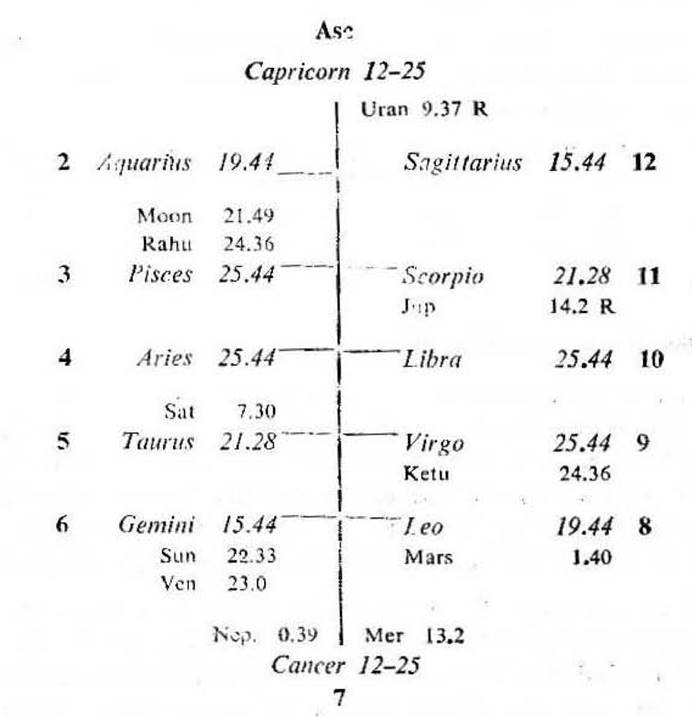 Asc
Capricorn 12-25
Uran 9.37 R
2 Aquarius 19.44 Sagittarius 15.44 12
Moon 21.49
Rahu 24.36
3 Pisces 25.44 Scorpio 21.28 11
Jup 14.2 R
4 Aries 25.44 Libra 25.44 10
Sat 7.30
5 Taurus 21.28 Virgo 25.44 9
Ketu 24.36
6 Gemini 15.44 Leo 19.44 8
Sun 22.33 Mars 1.40
Ven 23.0
Nep. 0.39 Mer 13.2
Cancer 12-25
7